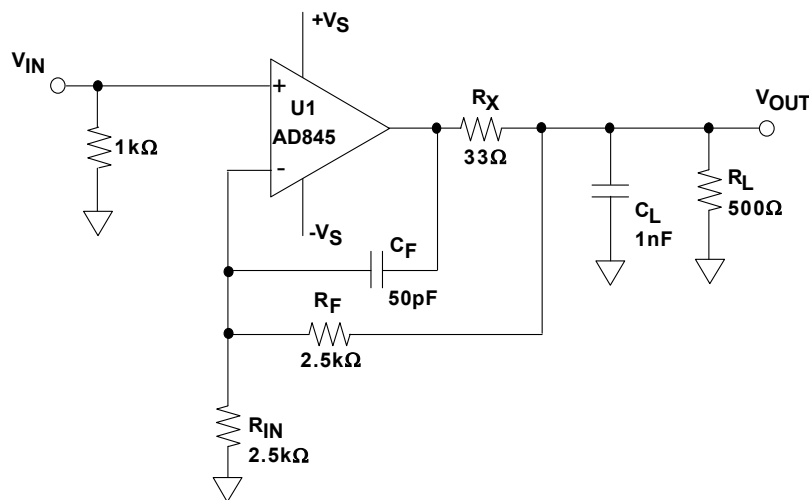 +VS
VIN
+
U1
AD845
-
1kΩ
RX
33Ω
VOUT
RL
500Ω
CL
1nF
-VS
CF
50pF
RF
2.5kΩ
RIN
2.5kΩ